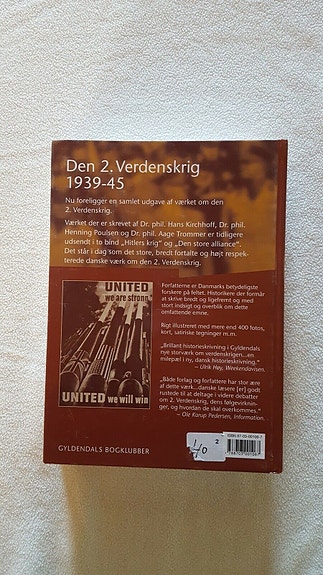 Den 2. Verdenskrig
1939-45
Nu foreligger en samlet udgave af værket om den
2. Verdenskrig.
Værket der er skrevet af Dr. phil. Hans Kirchhoff, Dr. phil.
Henning Poulsen og Dr. phil. Aage Trommer er tidligere
udsendt i to bind „Hitlers krig" og „Den store alliance".
Det står i dag som det store, bredt fortalte og højt respek-
terede danske værk om den 2. Verdenskrig.
UNITED
we are strong
UNITED we will win
Forfatterne er Danmarks betydeligste
forskere på feltet. Historikere der formår
at skrive bredt og ligefremt og med
stort indsigt og overblik om dette
omfattende emne.
Rigt illustreret med mere end 400 fotos,
kort, satiriske tegninger m.m.
„Brillant historieskrivning i Gyldendals
nye storværk om verdenskrigen...en
milepæl i ny, dansk historieskrivning."
– Ulrik Høy, Weekendavisen.
„Både forlag og forfattere har stor ære
af dette værk...danske læsere [er] godt
rustede til at deltage i videre debatter
om 2. Verdenskrig, dens følgevirknin-
ger, og hvordan de skal overkommes."
– Ole Karup Pedersen, Information.
GYLDENDALS BOGKLUBBER
2
40